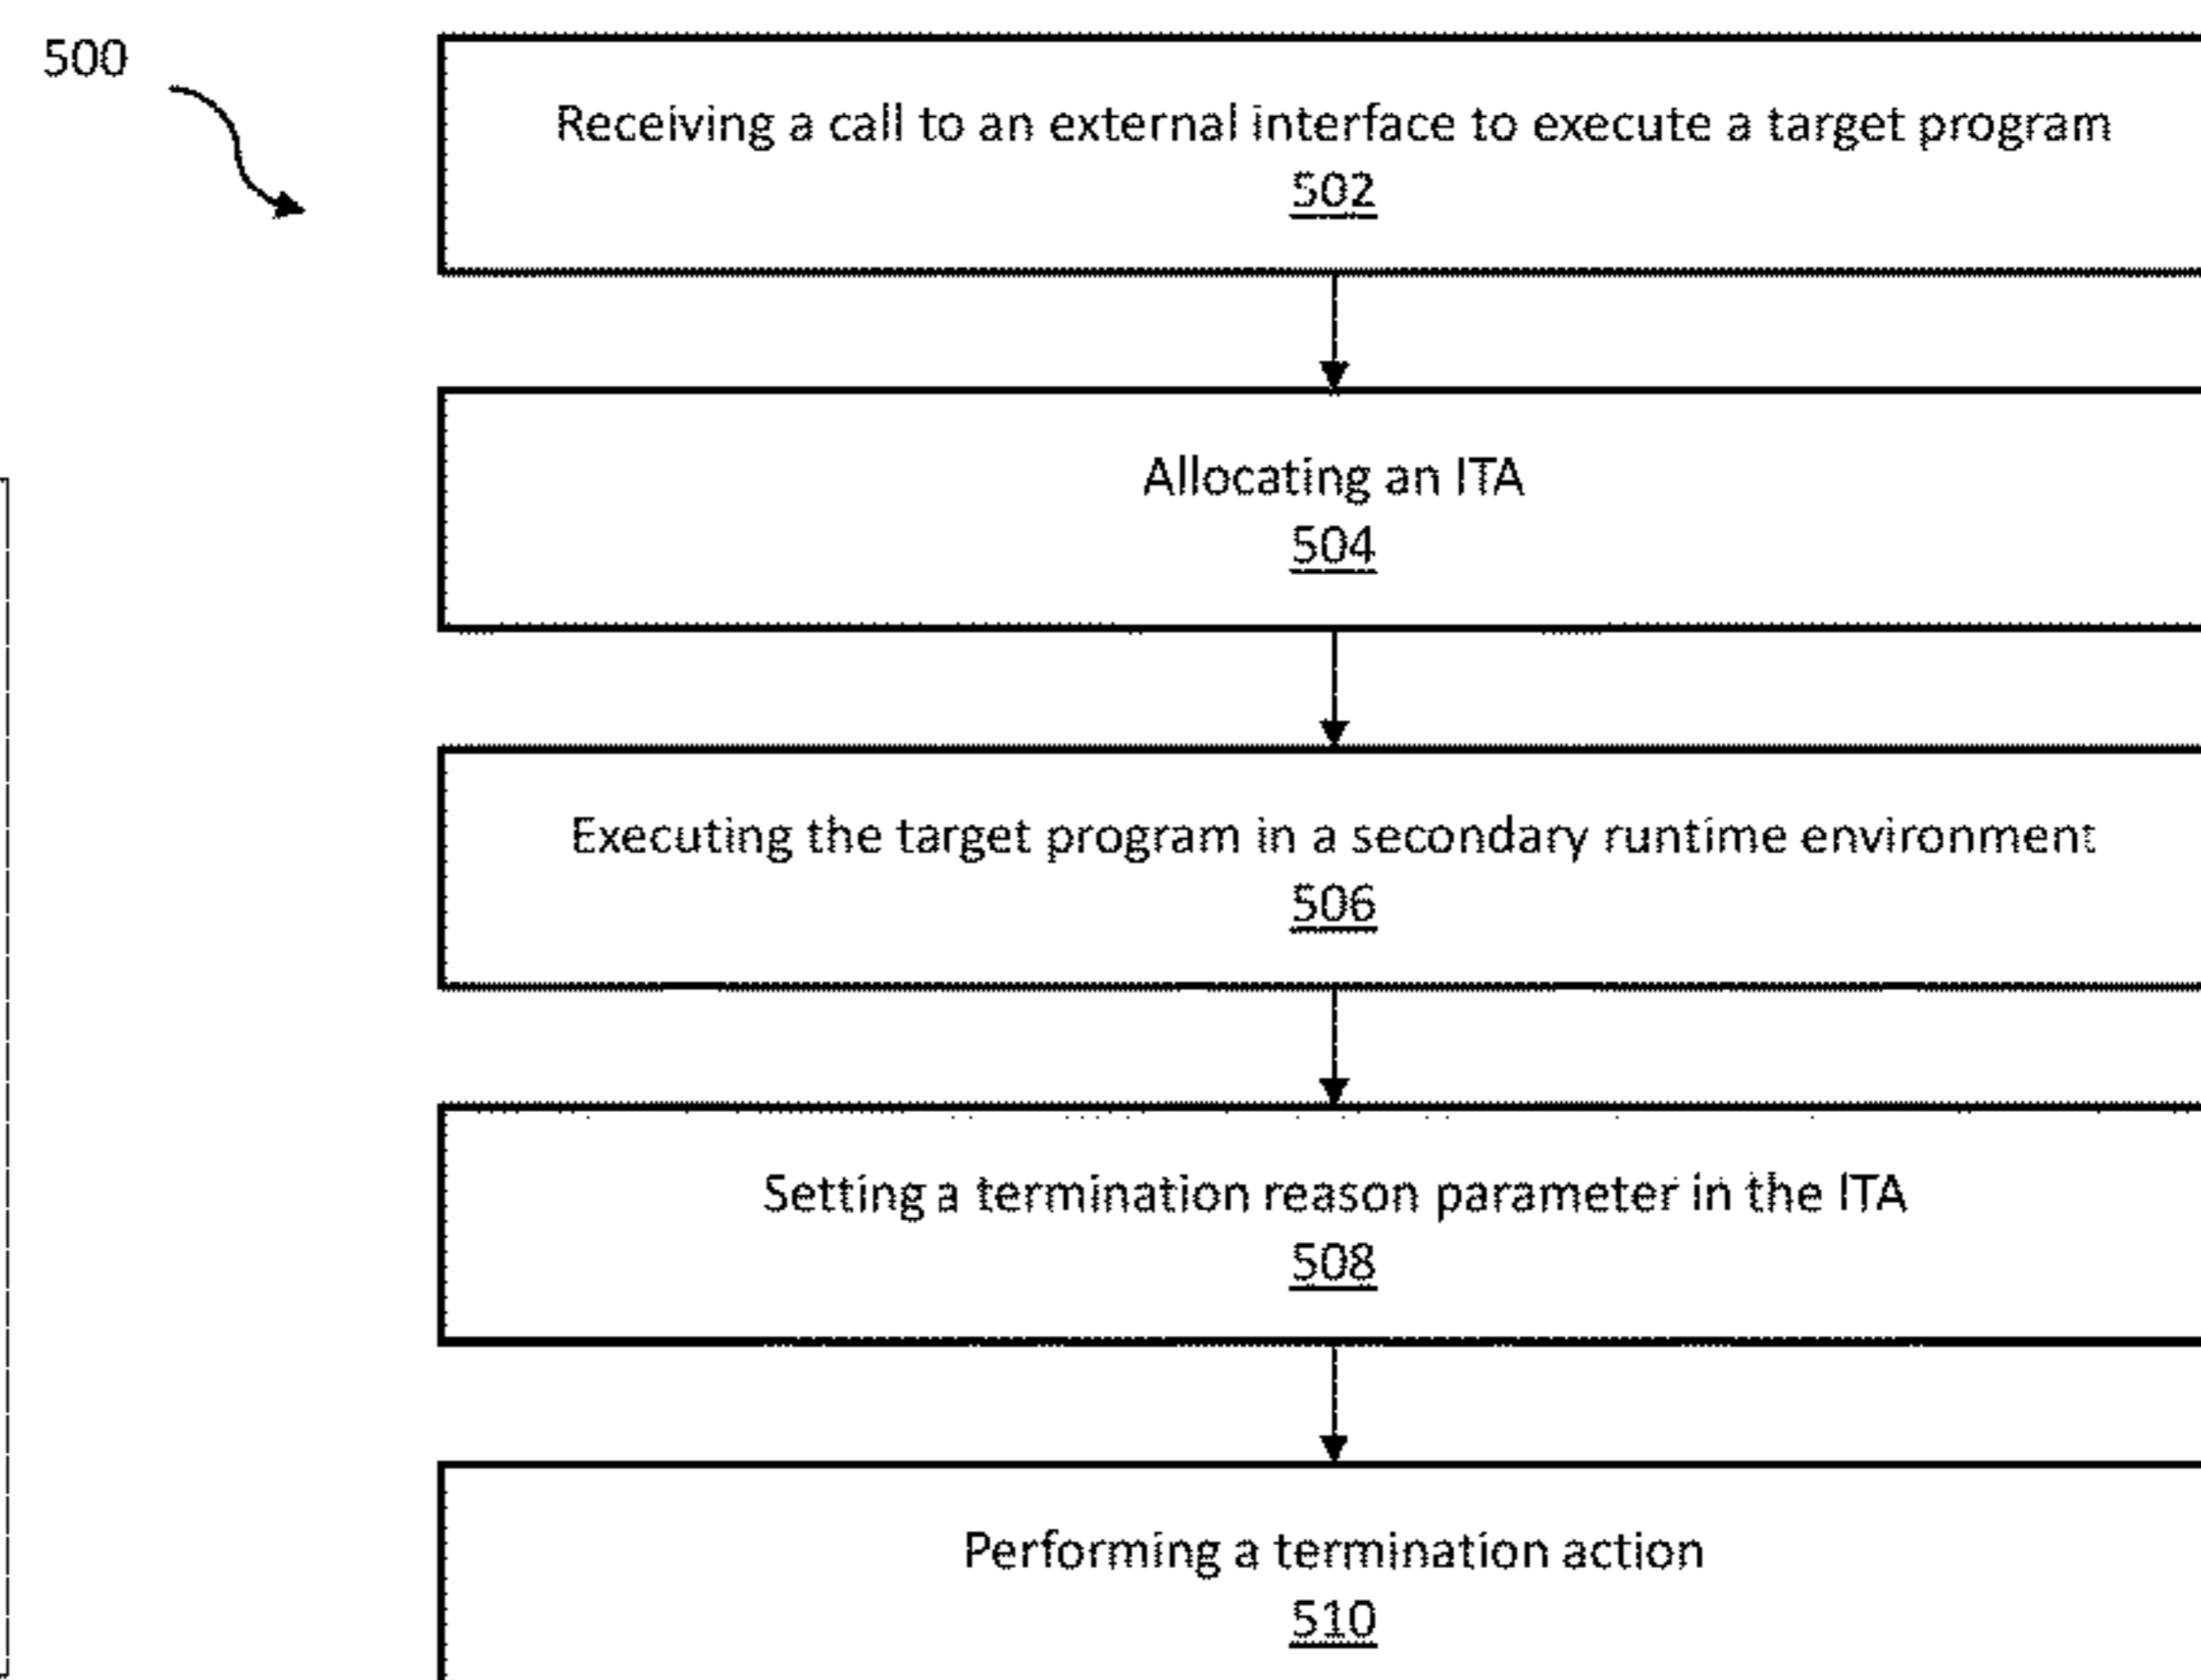 500
Receiving a call to an external interface to execute a target program
502
Allocating an ITA
504
Executing the target program in a secondary runtime environment
506
Setting a termination reason parameter in the ITA
508
Performing a termination action
510